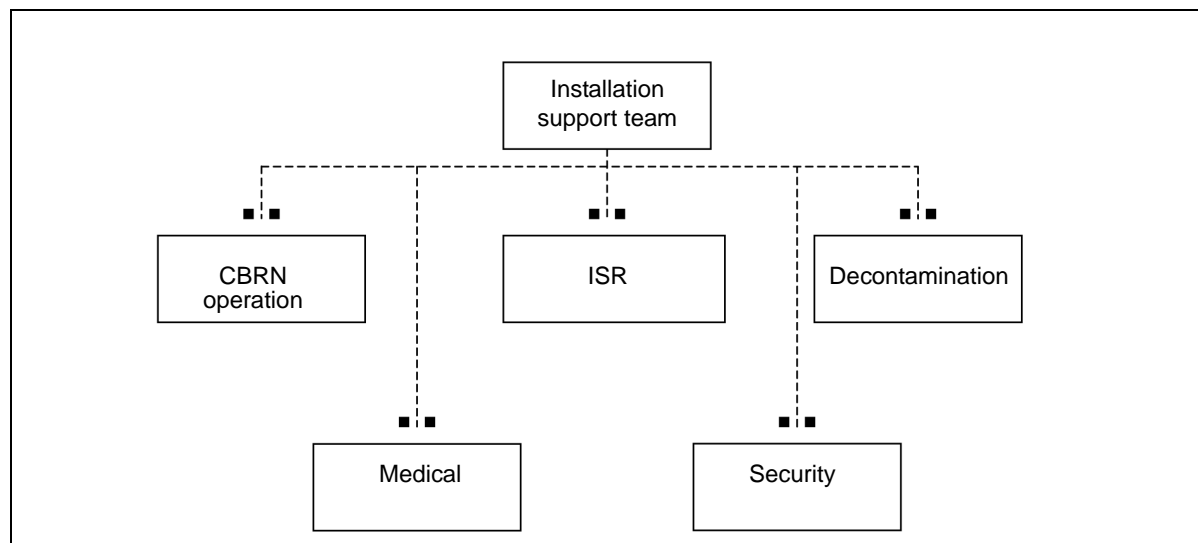 Installation
support team
CBRN
operation
ISR
Decontamination
Medical
Security